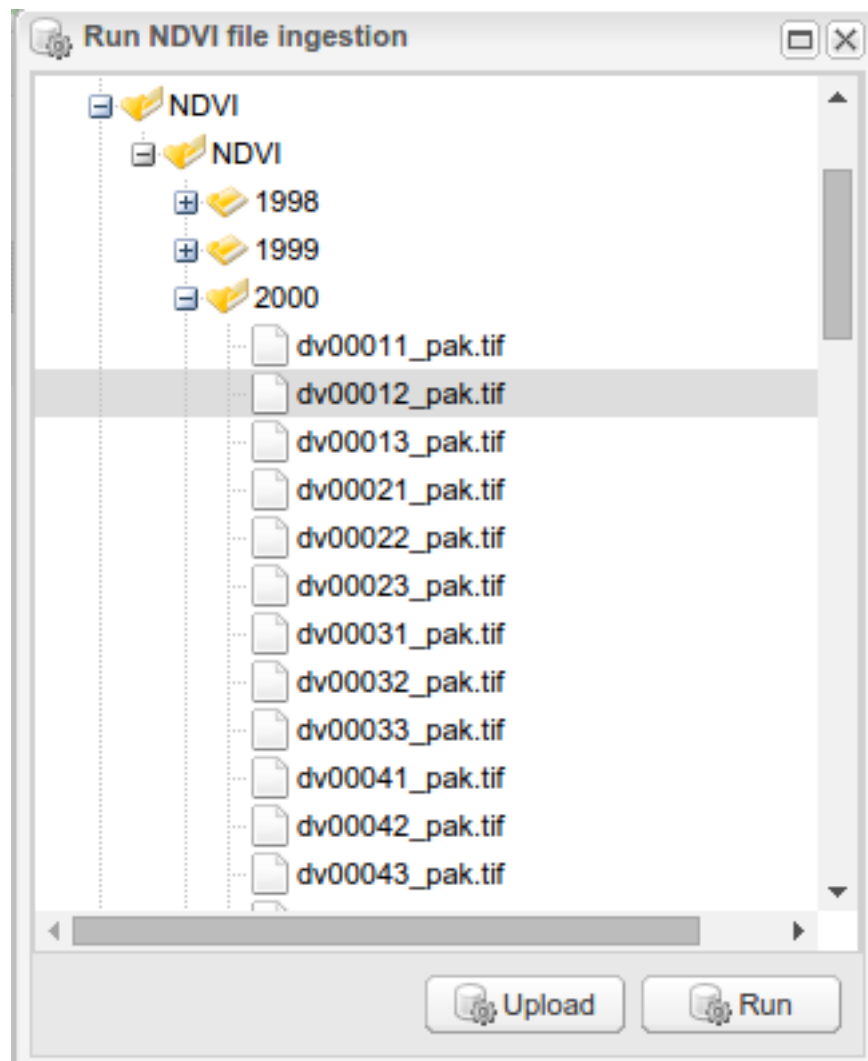 Run NDVI file ingestion
NDVI
NDVI
1998
1999
2000
dv00011_pak.tif
dv00012_pak.tif
dv00013_pak.tif
dv00021_pak.tif
dv00022_pak.tif
dv00023_pak.tif
dv00031_pak.tif
dv00032_pak.tif
dv00033_pak.tif
dv00041_pak.tif
dv00042_pak.tif
dv00043_pak.tif
Upload Run